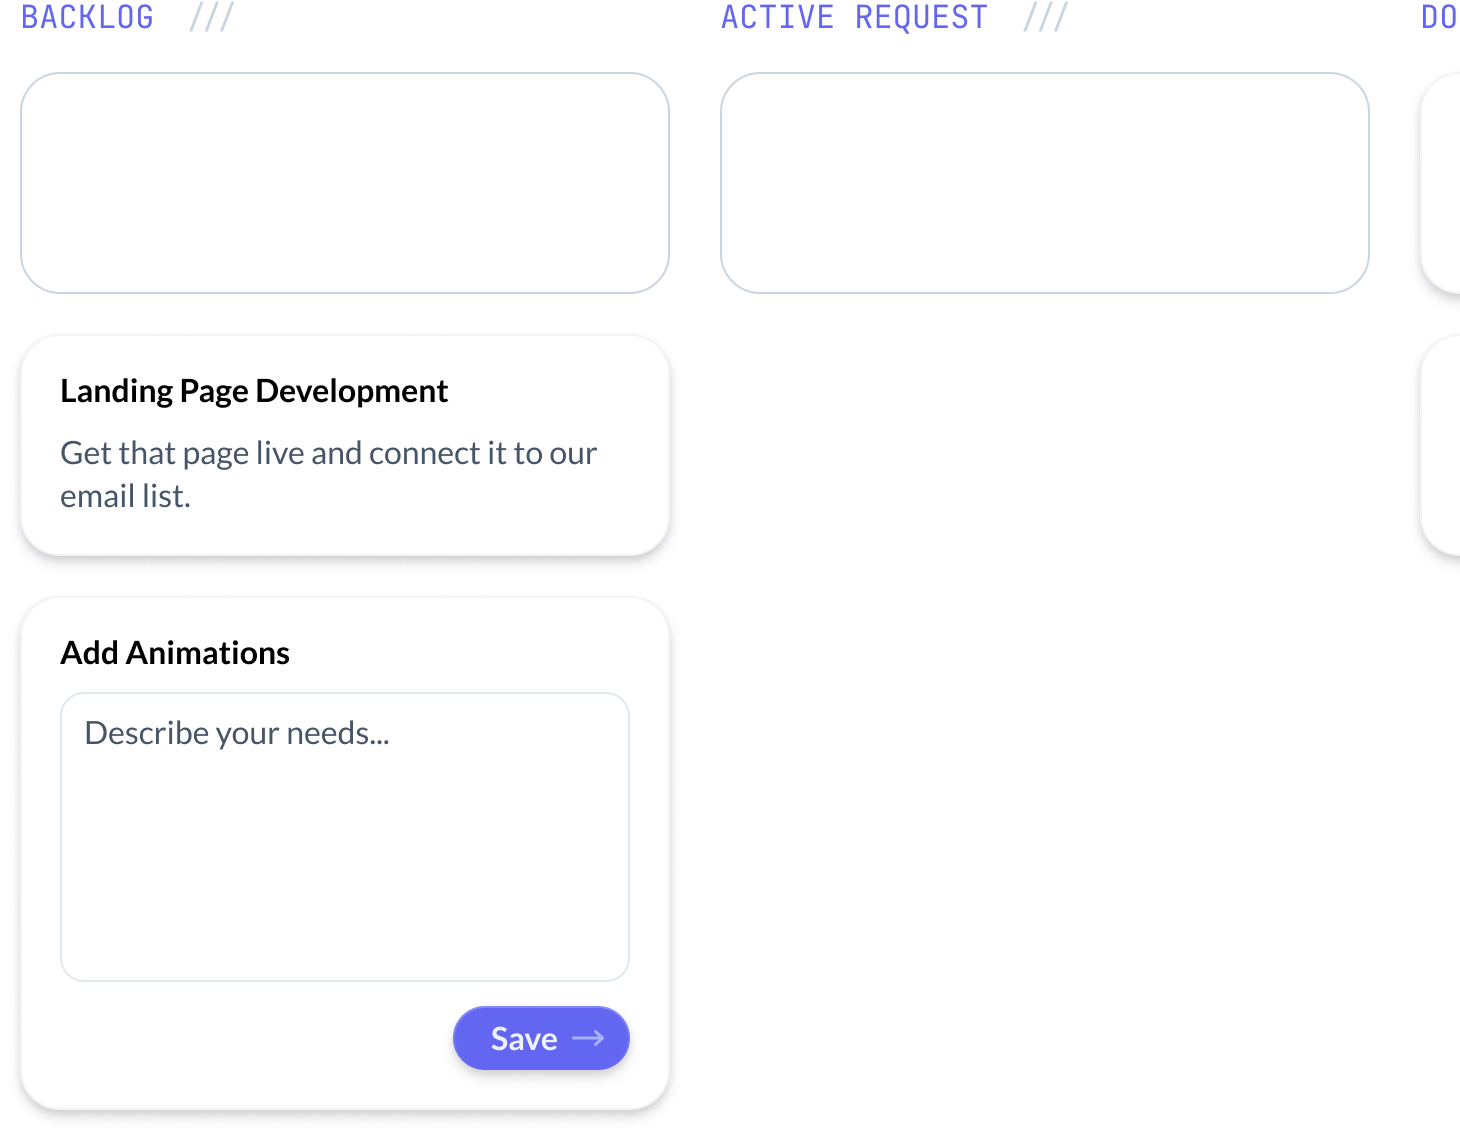 BACKLOG ///
ACTIVE REQUEST ///
DO
Landing Page Development
Get that page live and connect it to our
email list.
Add Animations
Describe your needs...
Save →